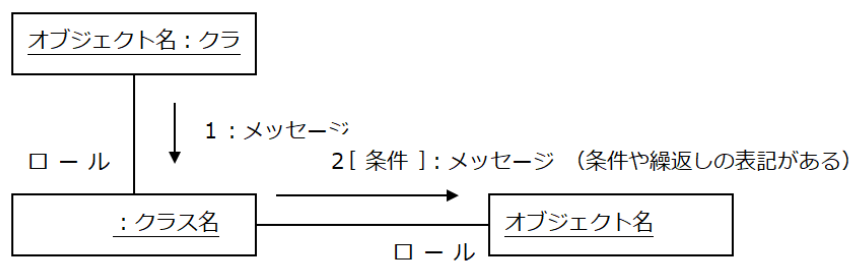 オブジェクト名：クラ
1：メッセージ
ロール
2[ 条件 ]：メッセージ （条件や繰返しの表記がある）
：クラス名
オブジェクト名
ロール